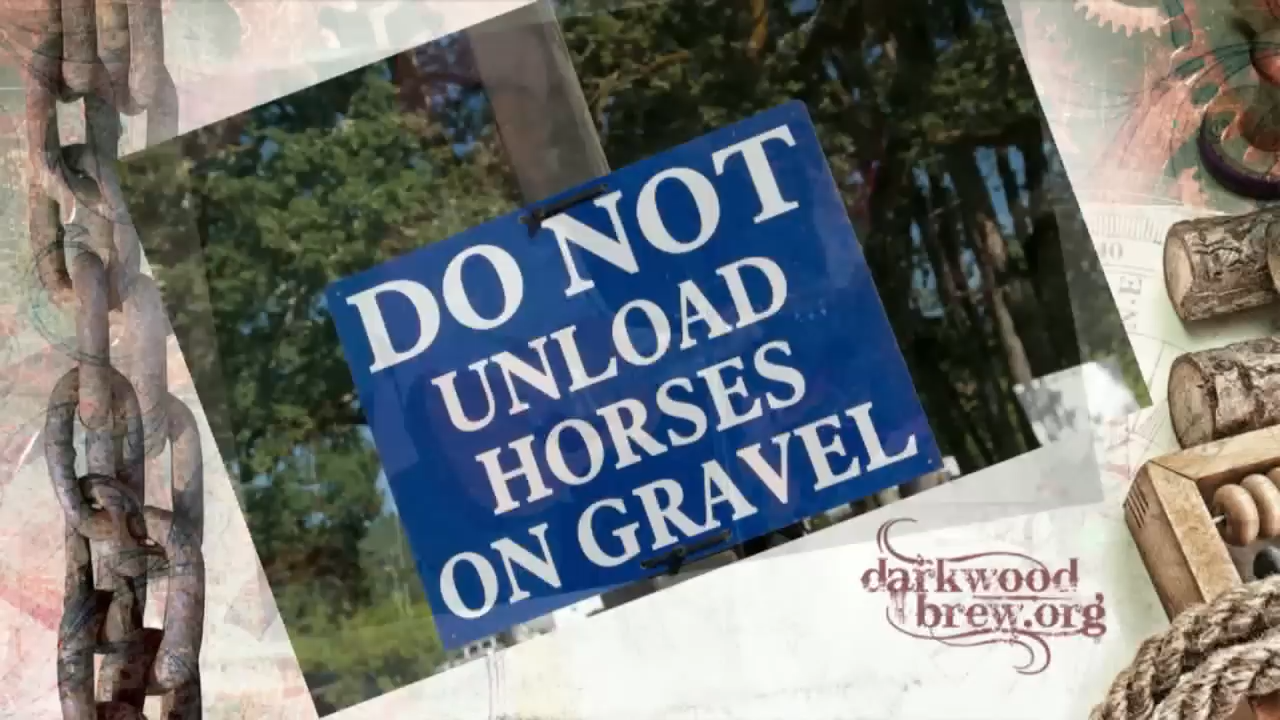 DO NOT
UNLOAD
HORSES
ON GRAVEL
darkwood
brew.org